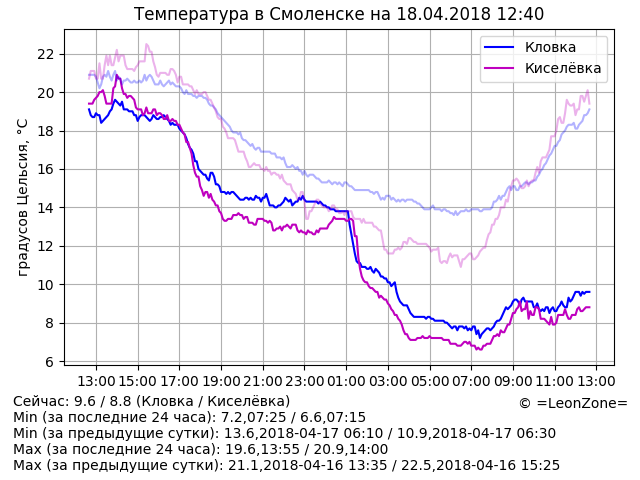 Температура в Смоленске на 18.04.2018 12:40
Кловка
Киселёвка
градусов Цельсия, °C
22
20
18
16
14
12
10
8
6
13:00 15:00 17:00 19:00 21:00 23:00 01:00 03:00 05:00 07:00 09:00 11:00 13:00
Сейчас: 9.6 / 8.8 (Кловка / Киселёвка)
© =LeonZone=
Min (за последние 24 часа): 7.2,07:25 / 6.6,07:15
Min (за предыдущие сутки): 13.6,2018-04-17 06:10 / 10.9,2018-04-17 06:30
Max (за последние 24 часа): 19.6,13:55 / 20.9,14:00
Max (за предыдущие сутки): 21.1,2018-04-16 13:35 / 22.5,2018-04-16 15:25